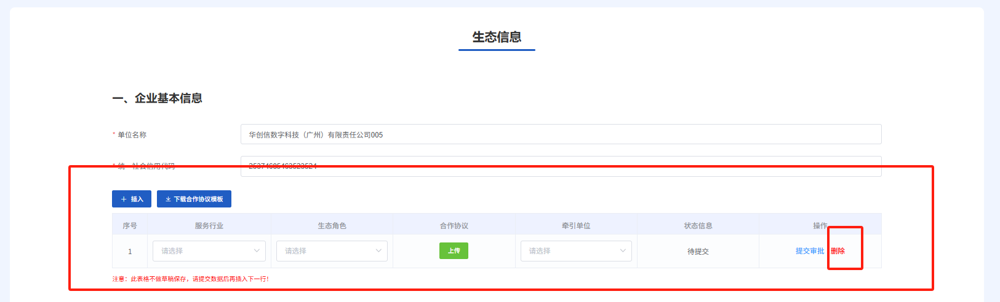 生态信息
一、企业基本信息
* 单位名称
华创信数字科技（广州）有限责任公司005
* 统一社会信用代码
插入
下载合作协议模板
序号 服务行业 生态角色 合作协议 牵引单位 状态信息 操作
1 请选择 请选择 上传 请选择 待提交 提交审批 删除
注意：此表格不做草稿保存，请提交数据后再插入下一行！